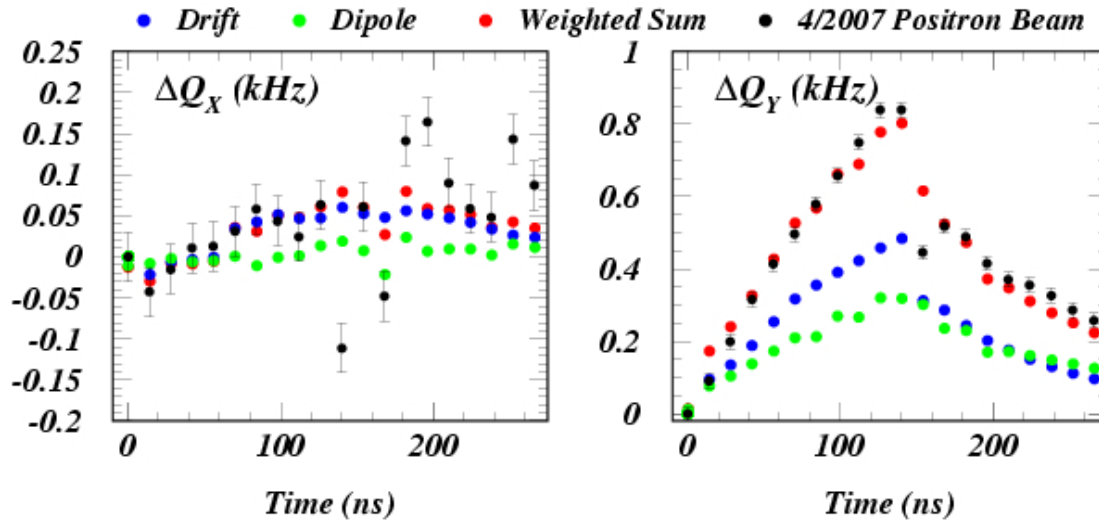 Drift Dipole Weighted Sum 4/2007 Positron Beam
ΔQX (kHz)
0.25
0.2
0.15
0.1
0.05
0
-0.05
-0.1
-0.15
-0.2
0 100 200
Time (ns)
ΔQY (kHz)
1
0.8
0.6
0.4
0.2
0
0 100 200
Time (ns)